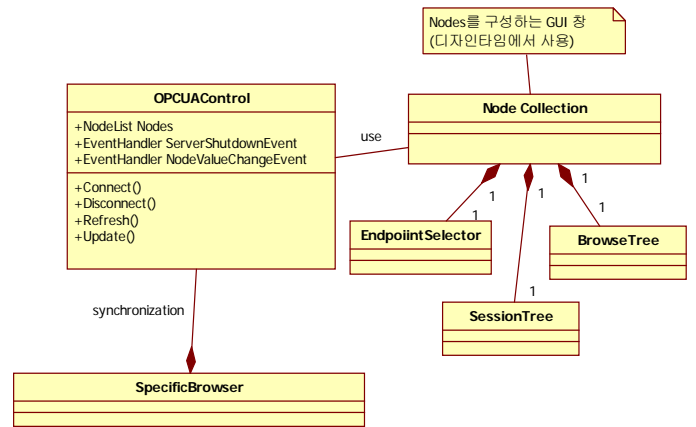 Nodes를 구성하는 GUI 창
(디자인타임에서 사용)
OPCUAControl
+NodeList Nodes
+EventHandler ServerShutdownEvent
+EventHandler NodeValueChangeEvent
+Connect()
+Disconnect()
+Refresh()
+Update()
use
Node Collection
1
1
1
1
1
1
EndpoiintSelector
BrowseTree
SessionTree
synchronization
SpecificBrowser